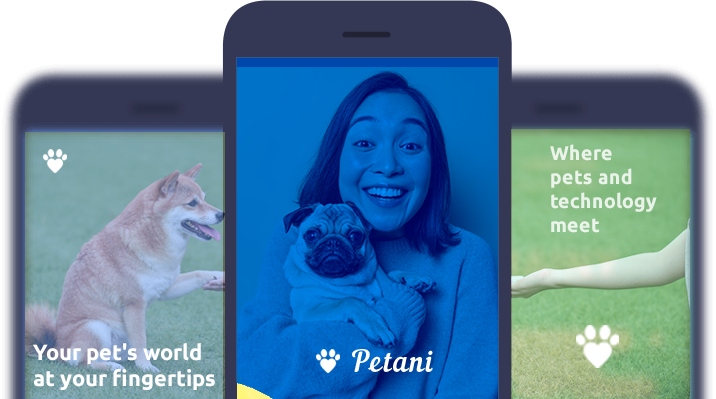 Your pet's world
at your fingertips
Petani
Where
pets and
technology
meet